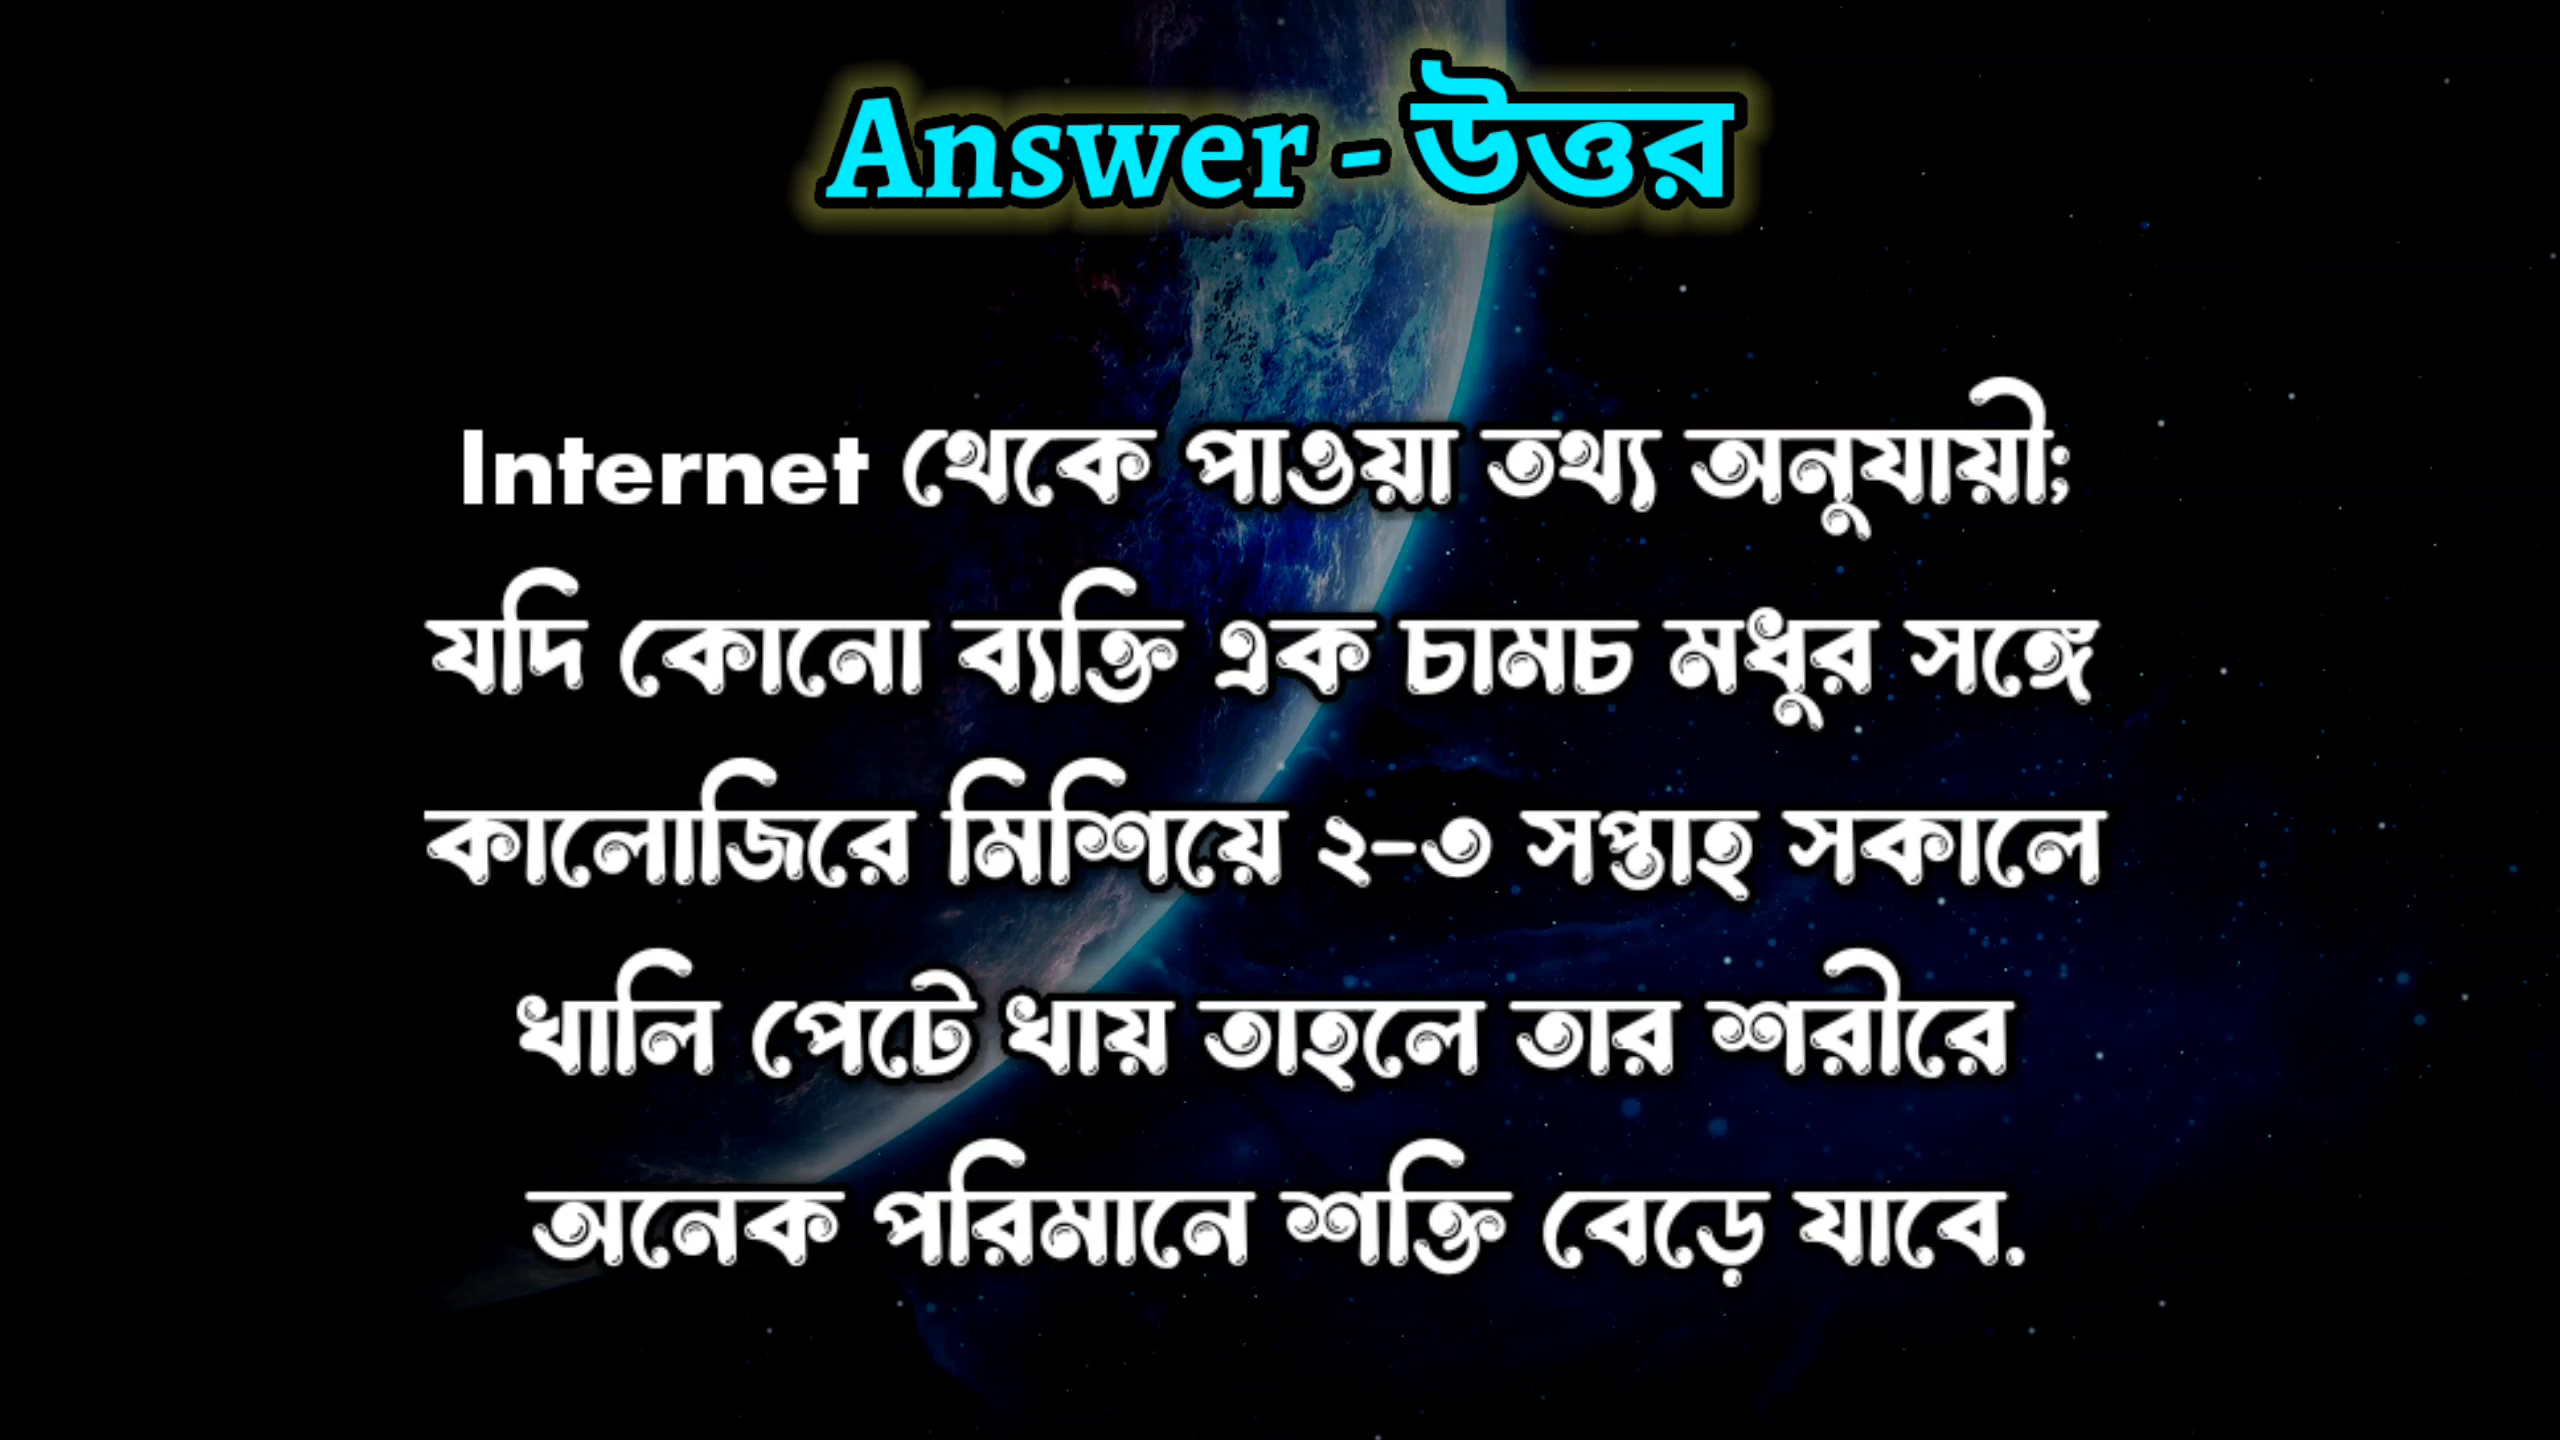 Answer - উত্তর
Internet থেকে পাওয়া তথ্য অনুযায়ী;
যদি কোনো ব্যক্তি এক চামচ মধুর সঙ্গে
কালোজিরে মিশিয়ে ২-৩ সপ্তাহ সকালে
খালি পেটে খায় তাহলে তার শরীরে
অনেক পরিমানে শক্তি বেড়ে যাবে.